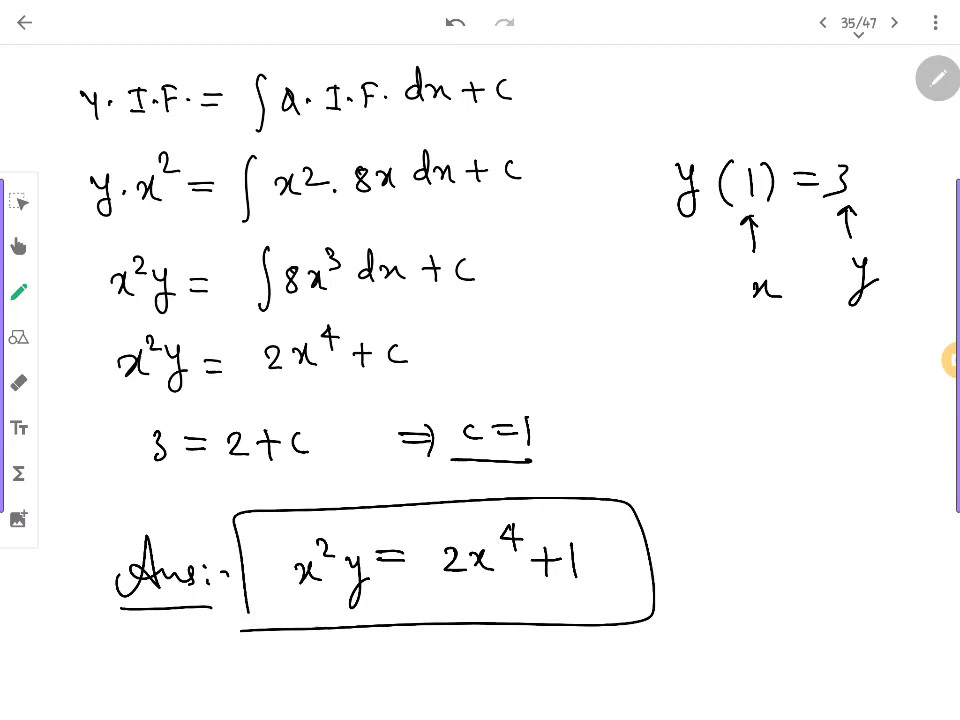 35/47
y. I.F. = ∫ Q. I.F. dx + c
y.x² = ∫ x2. 8x dx + c
y(1) = 3
x²y = ∫ 8x³ dx + c
↑ ↑
x y
x²y = 2x⁴ + c
3 = 2 + c ⇒ c = 1
Ans:- x²y = 2x⁴ + 1
Tт
Σ